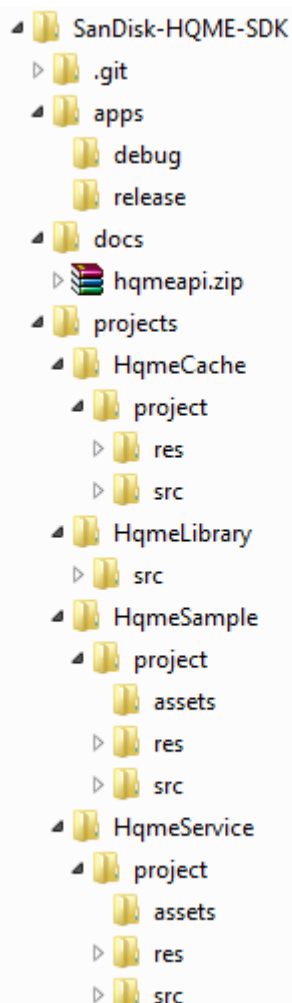 SanDisk-HQME-SDK
.git
apps
debug
release
docs
hqmeapi.zip
projects
HqmeCache
project
res
src
HqmeLibrary
src
HqmeSample
project
assets
res
src
HqmeService
project
assets
res
src